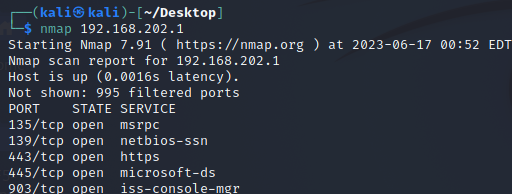 ┌──(kali㉿kali)-[~/Desktop]
└─$ nmap 192.168.202.1
Starting Nmap 7.91 ( https://nmap.org ) at 2023-06-17 00:52 EDT
Nmap scan report for 192.168.202.1
Host is up (0.0016s latency).
Not shown: 995 filtered ports
PORT    STATE SERVICE
135/tcp open  msrpc
139/tcp open  netbios-ssn
443/tcp open  https
445/tcp open  microsoft-ds
903/tcp open  iss-console-mgr